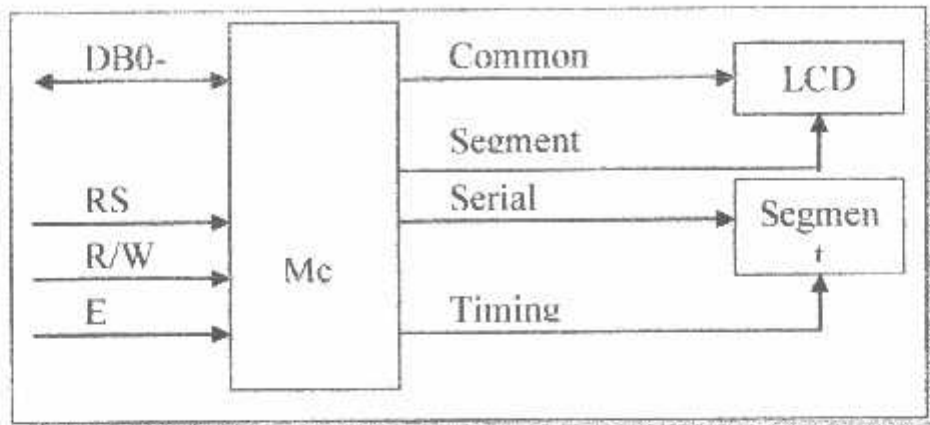 DB0-
RS
R/W
E
Mc
Common
Segment
Serial
Timing
LCD
Segmen
t